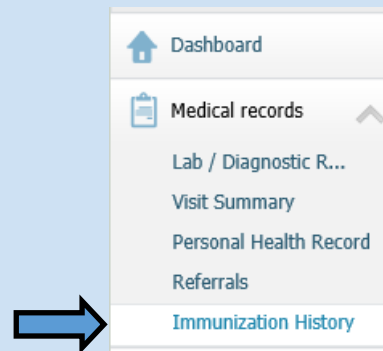 Dashboard
Medical records
Lab / Diagnostic R...
Visit Summary
Personal Health Record
Referrals
Immunization History